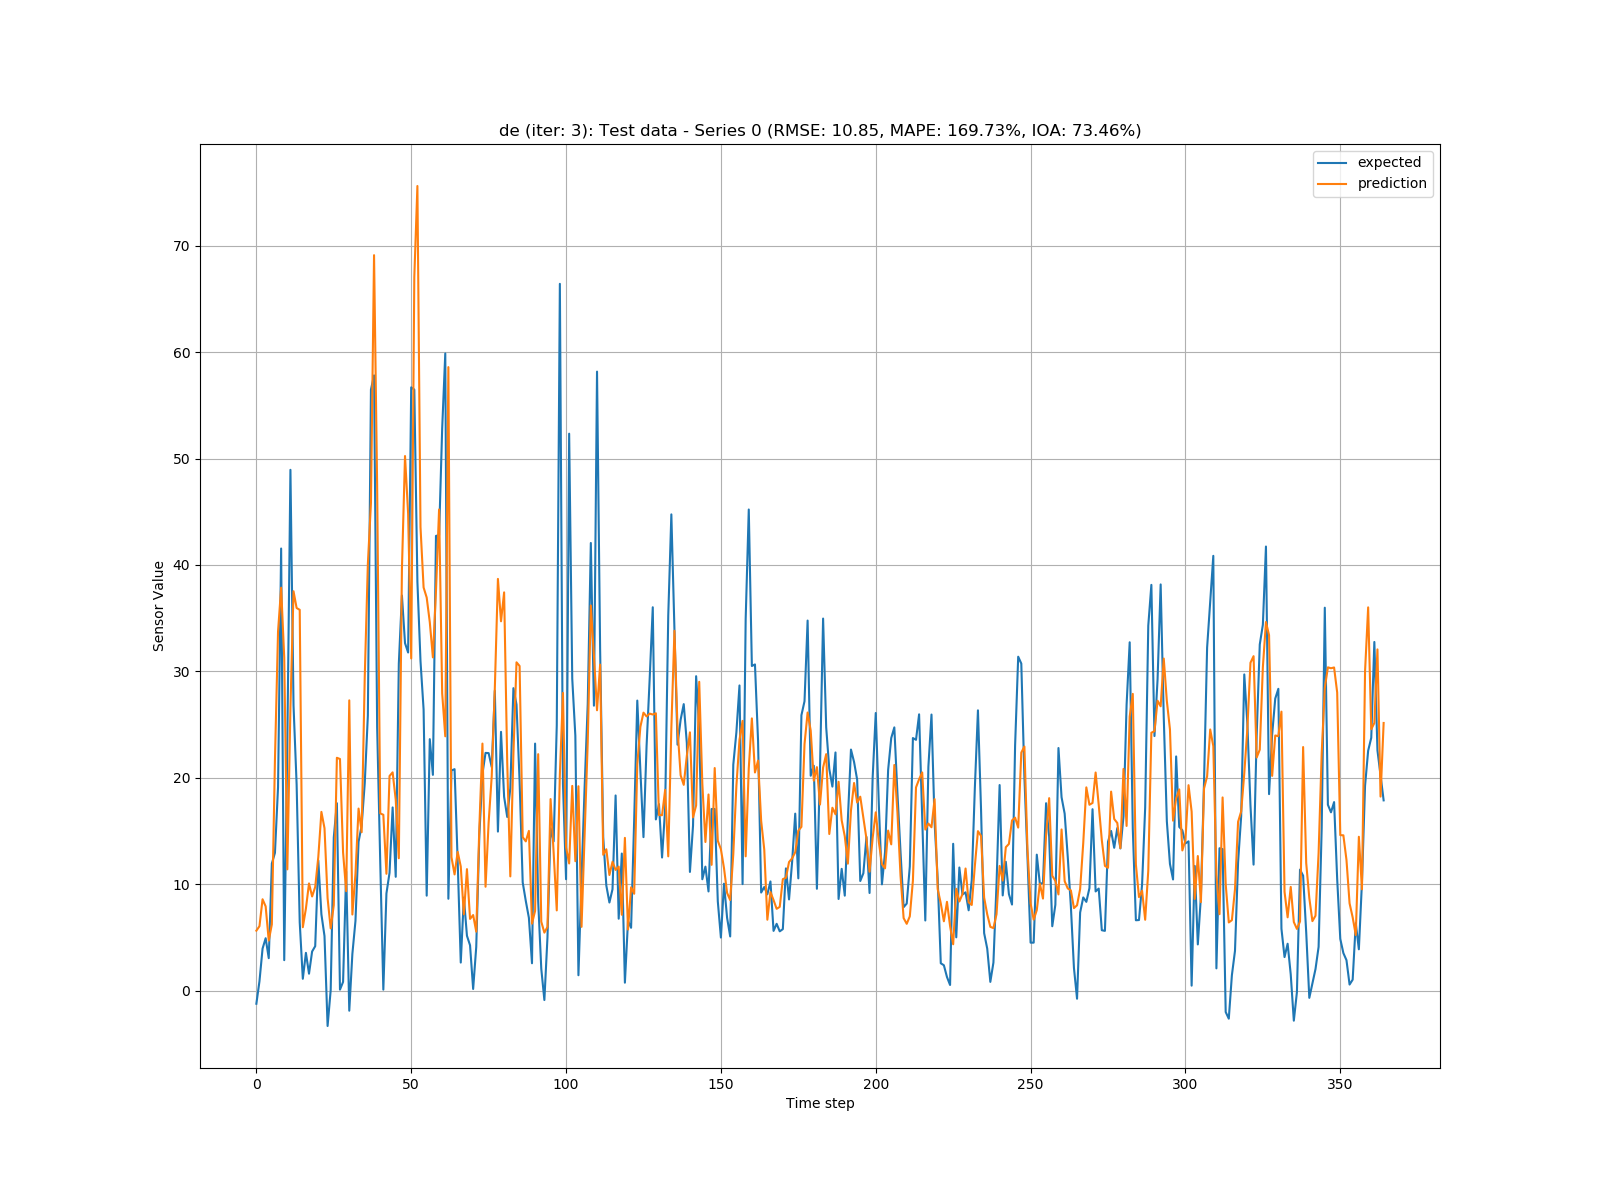 de (iter: 3): Test data - Series 0 (RMSE: 10.85, MAPE: 169.73%, IOA: 73.46%)
expected
prediction
Sensor Value
70
60
50
40
30
20
10
0
0 50 100 150 200 250 300 350
Time step